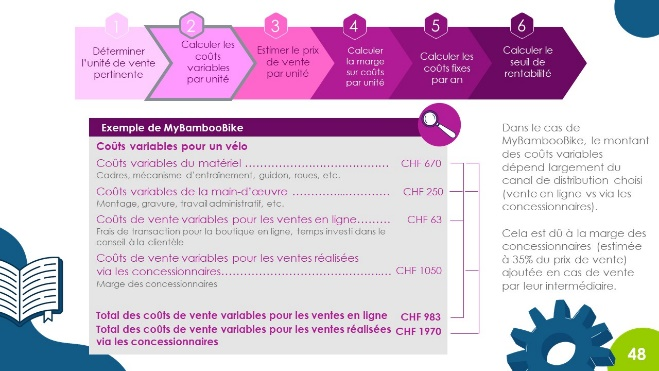 1 2 3 4 5 6
Déterminer
l'unité de vente
pertinente
Calculer les
coûts
variables
par unité
Estimer le prix
de vente
par unité
Calculer
la marge
sur coûts
par unité
Calculer les
coûts fixes
par an
Calculer le
seuil de
rentabilité
Exemple de MyBambooBike
Coûts variables pour un vélo
Coûts variables du matériel …………………………………. CHF 670
Cadres, mécanisme d'entraînement, guidon, roues, etc.
Coûts variables de la main-d'œuvre ………………………. CHF 250
Montage, gravure, travail administratif, etc.
Coûts de vente variables pour les ventes en ligne……… CHF 63
Frais de transaction pour la boutique en ligne, temps investi dans le
conseil à la clientèle
Coûts de vente variables pour les ventes réalisées
via les concessionnaires……………………………………….. CHF 1050
Marge des concessionnaires
Total des coûts de vente variables pour les ventes en ligne CHF 983
Total des coûts de vente variables pour les ventes réalisées CHF 1970
via les concessionnaires
Dans le cas de
MyBambooBike, le montant
des coûts variables
dépend largement du
canal de distribution choisi
(vente en ligne vs via les
concessionnaires).
Cela est dû à la marge des
concessionnaires (estimée
à 35% du prix de vente)
ajoutée en cas de vente
par leur intermédiaire.
48